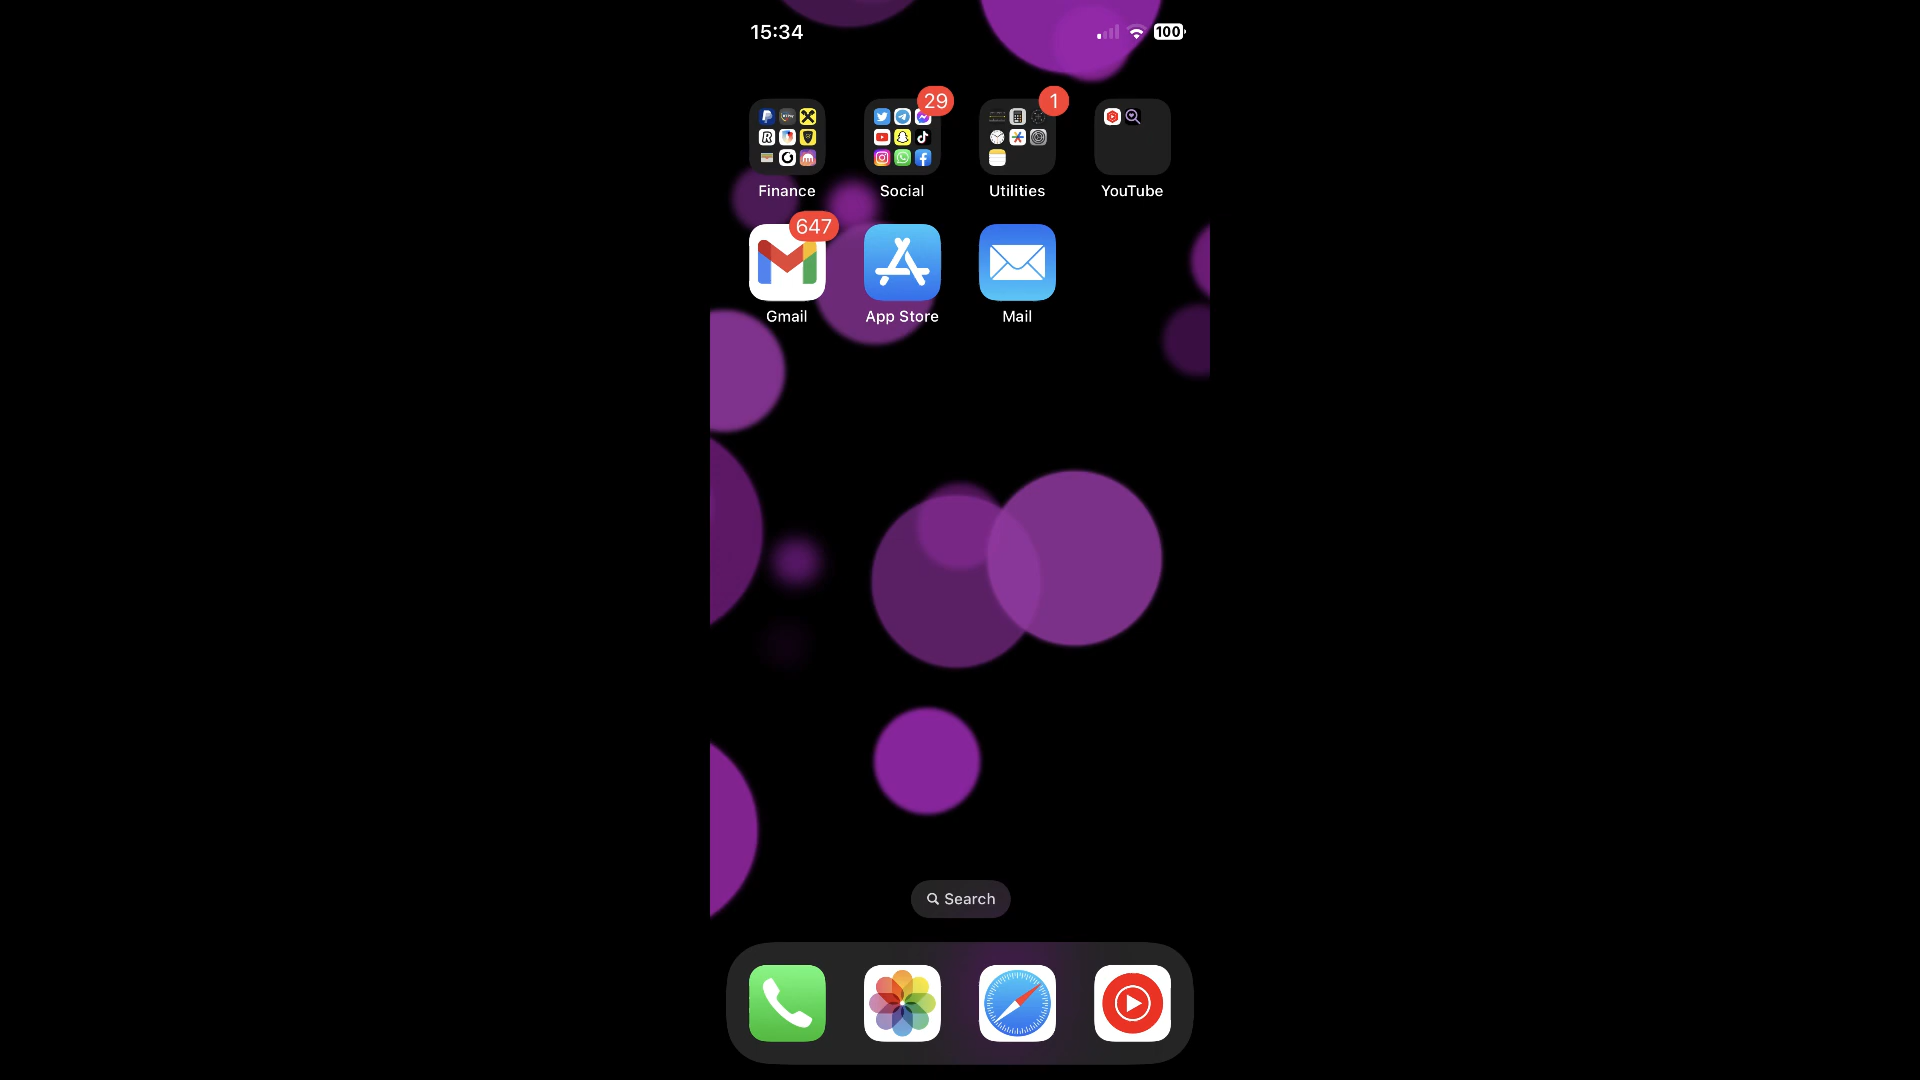 15:34
100
29
1
Finance
Social
Utilities
YouTube
647
Gmail
App Store
Mail
Search